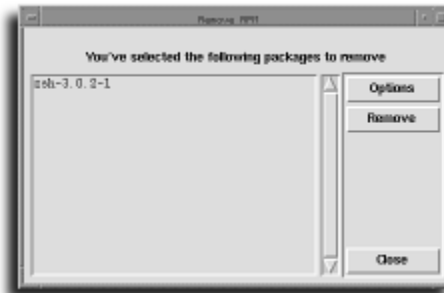 Remove RPM
You've selected the following packages to remove
zsh-3.0.2-1
Options
Remove
Close